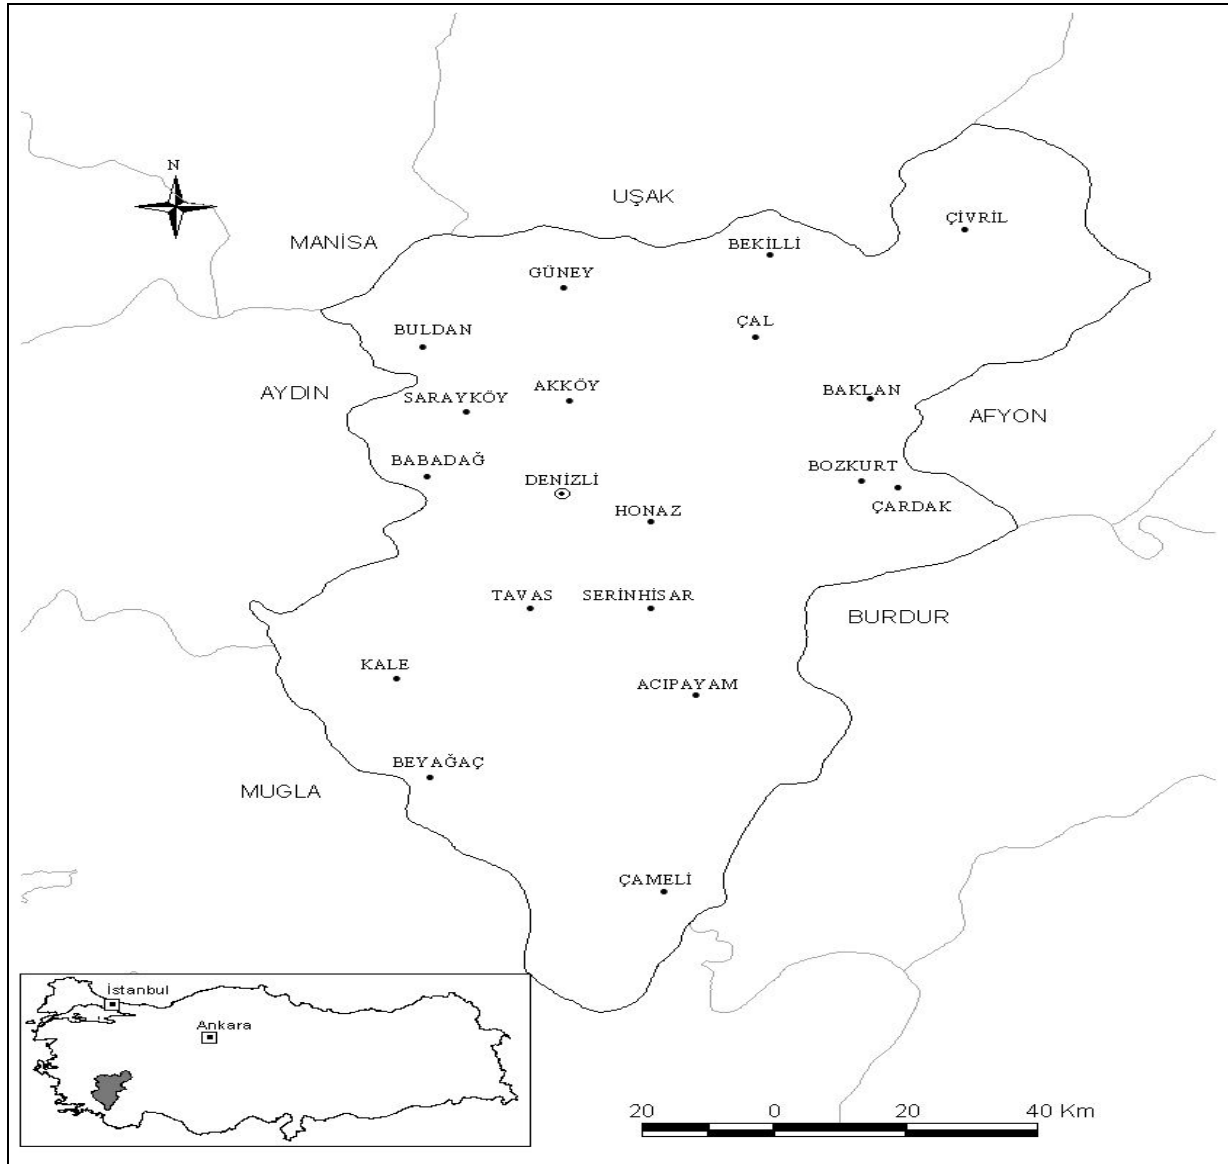 N
UŞAK
ÇİVRİL
MANİSA
BEKİLLİ
GÜNEY
BULDAN
ÇAL
AYDIN
SARAYKÖY
AKKÖY
BAKLAN
AFYON
BABADAĞ
DENİZLİ
BOZKURT
HONAZ
ÇARDAK
TAVAS
SERİNHİSAR
BURDUR
KALE
ACIPAYAM
BEYAĞAÇ
MUGLA
ÇAMELİ
İstanbul
Ankara
20 0 20 40 Km